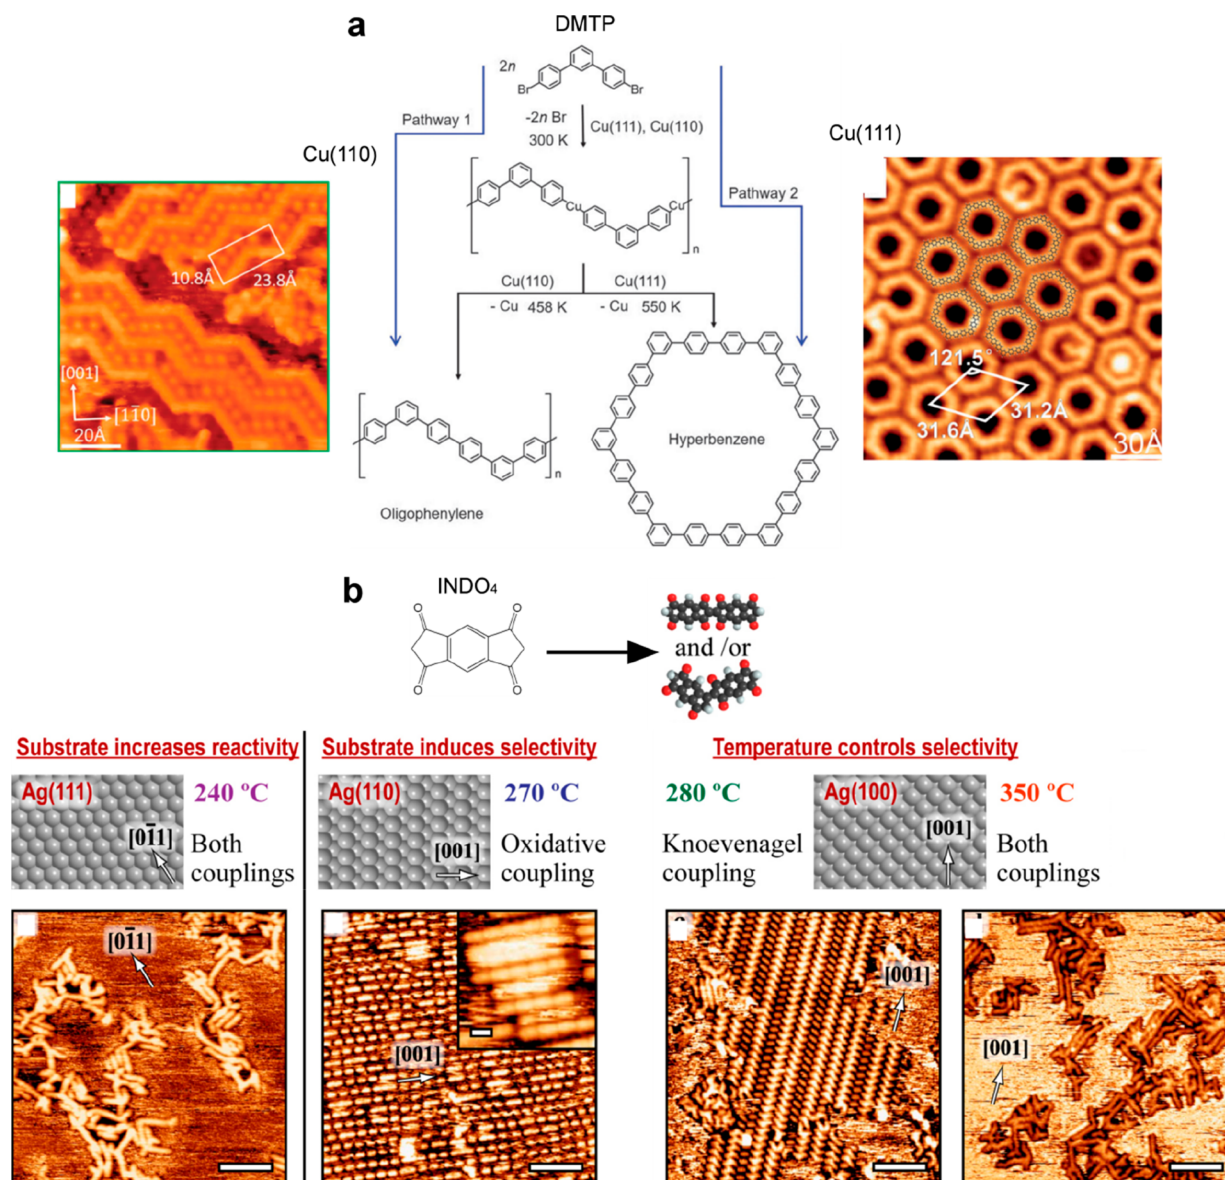 a
DMTP
2n
Br
Br
Pathway 1
-2n Br
300 K
Cu(111), Cu(110)
Cu(110)
Cu(111)
Pathway 2
Cu
Cu
n
10.8Å
23.8Å
[001]
[11̄0]
20Å
Cu(110)
- Cu 458 K
Cu(111)
- Cu 550 K
n
Oligophenylene
Hyperbenzene
121.5°
31.2Å
31.6Å
30Å
b
INDO₄
O
O
O
O
and /or
Substrate increases reactivity
Substrate induces selectivity
Temperature controls selectivity
Ag(111)
[01̄1]
240 ºC
Both
couplings
Ag(110)
[001]
270 ºC
Oxidative
coupling
280 ºC
Knoevenagel
coupling
Ag(100)
[001]
350 ºC
Both
couplings
[01̄1]
[001]
[001]
[001]